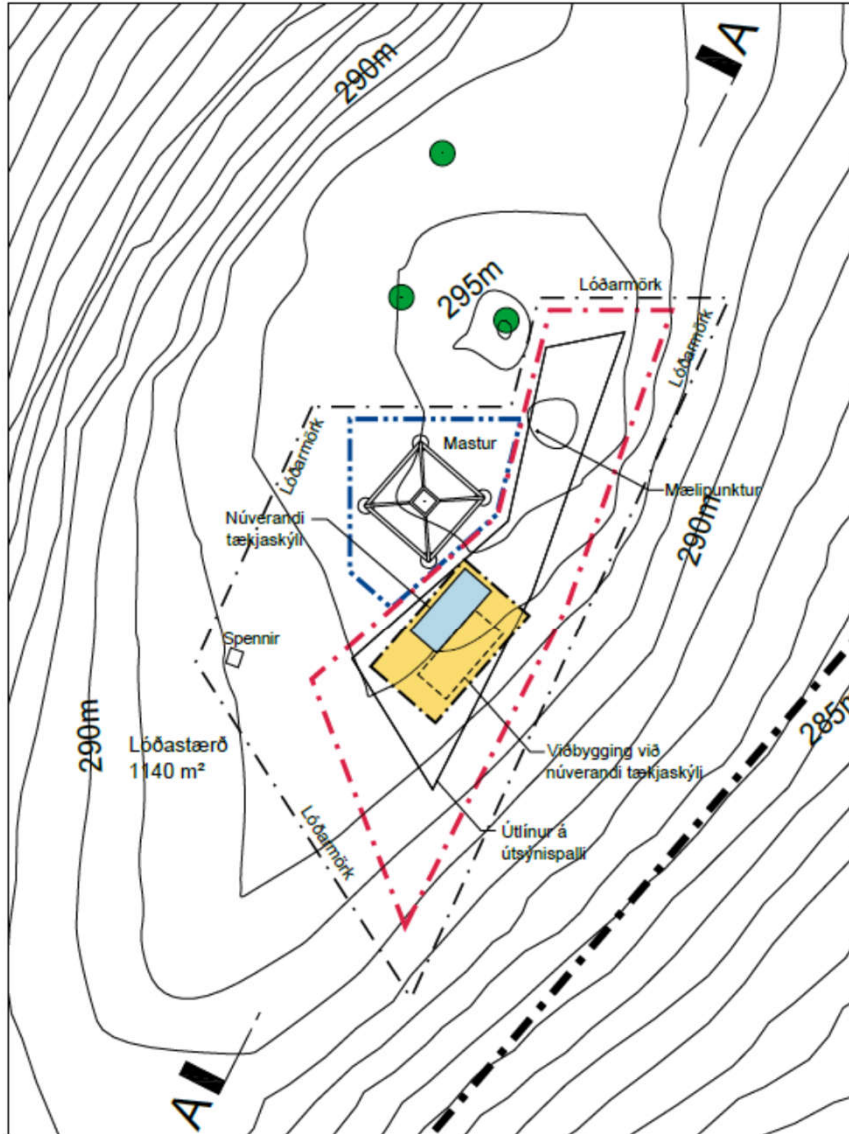 A
290m
295m
Lóðarmörk
Lóðarmörk
Lóðarmörk
Mastur
Mælipunktur
Núverandi
tækjaskýli
290m
Spennir
285m
290m
Lóðastærð
1140 m²
Viðbygging við
núverandi tækjaskýli
Lóðarmörk
Útlínur á
útsýnispalli
A